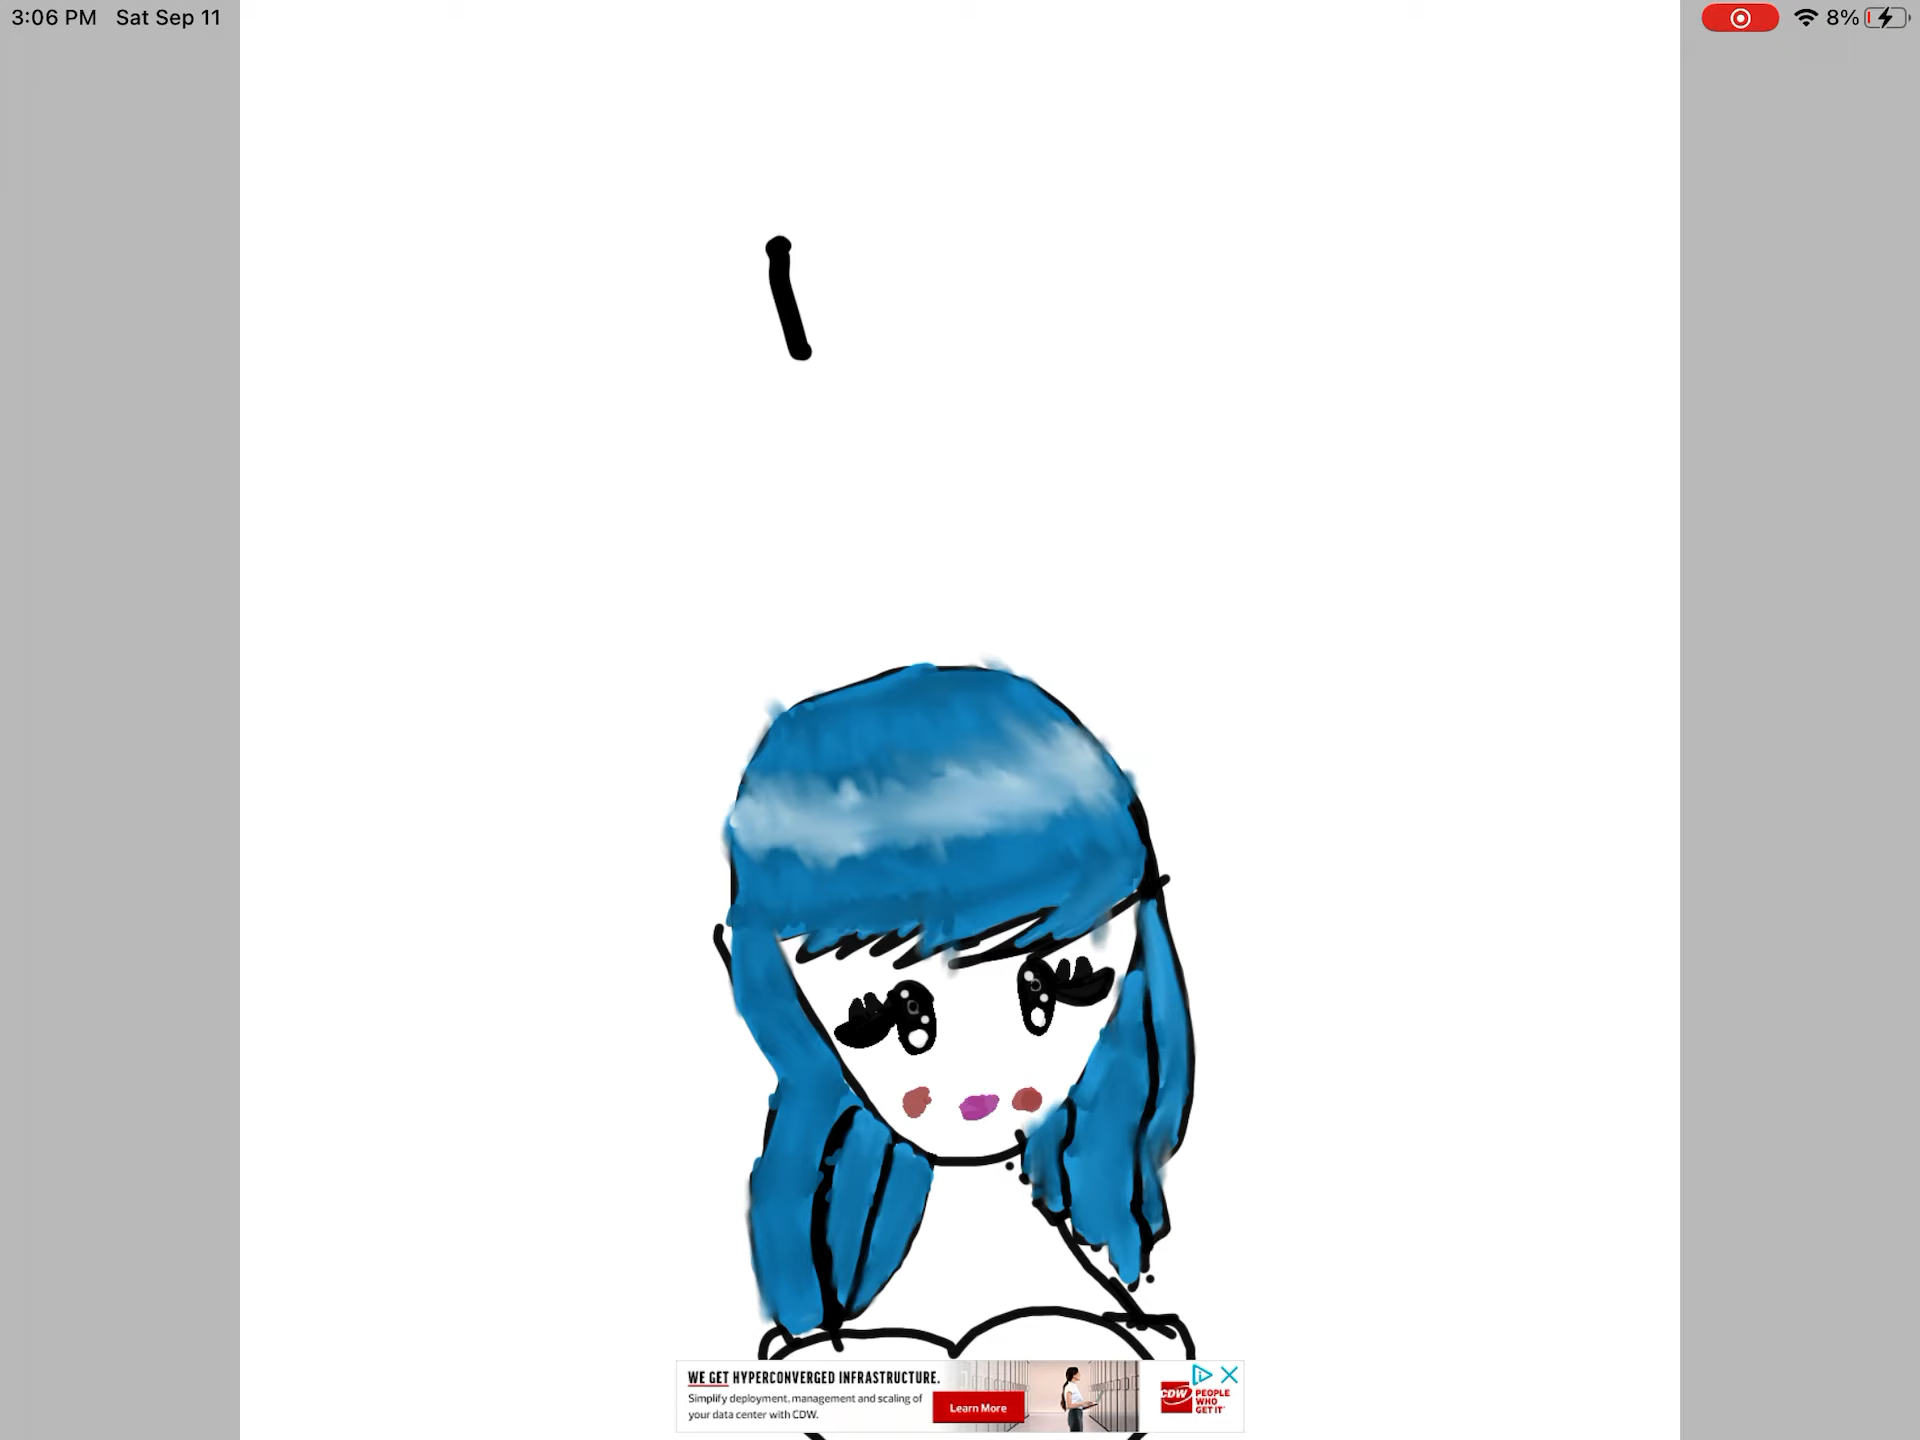 3:06 PM Sat Sep 11
8%
WE GET HYPERCONVERGED INFRASTRUCTURE.
Simplify deployment, management and scaling of
your data center with CDW.
Learn More
CDW
PEOPLE
WHO
GET IT